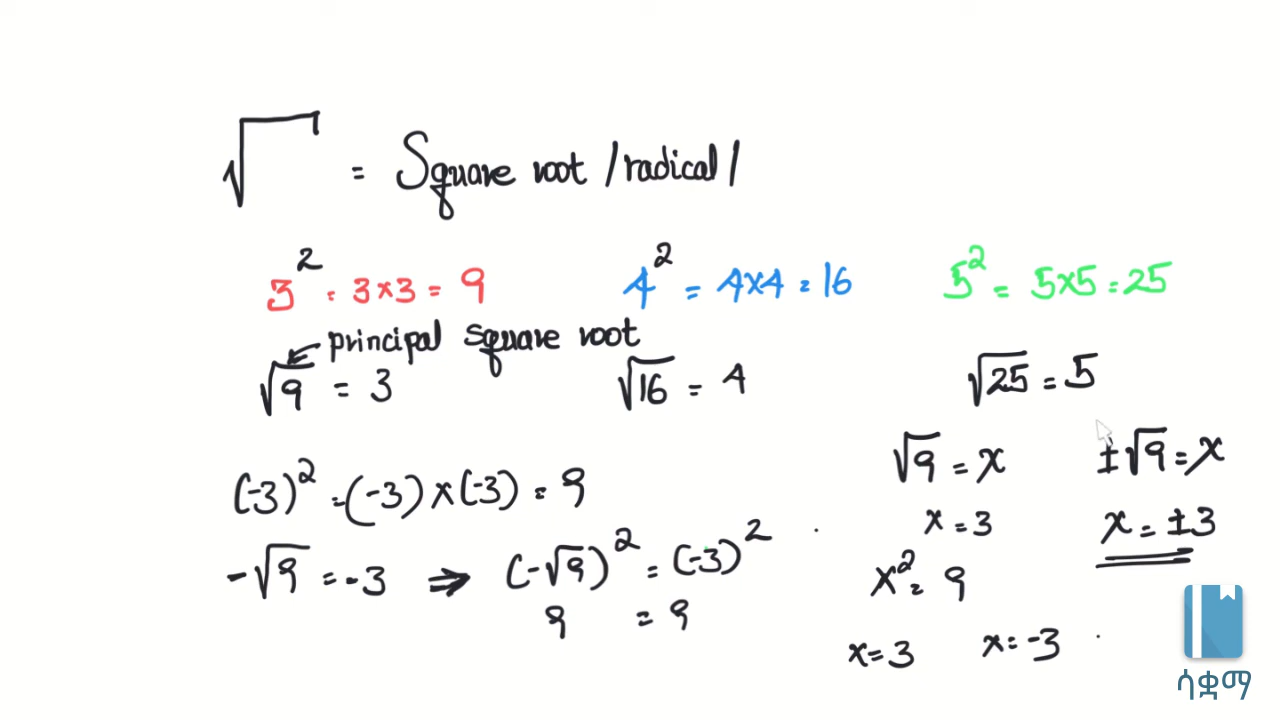 √ = Square root /radical/
3² = 3×3 = 9
4² = 4×4 = 16
5² = 5×5 = 25
principal square root
√9 = 3
√16 = 4
√25 = 5
(-3)² = (-3) × (-3) = 9
-√9 = -3 ⇒ (-√9)² = (-3)²
9 = 9
√9 = x
x = 3
x² = 9
x = 3 x = -3
±√9 = x
x = ±3
ሳቋማ